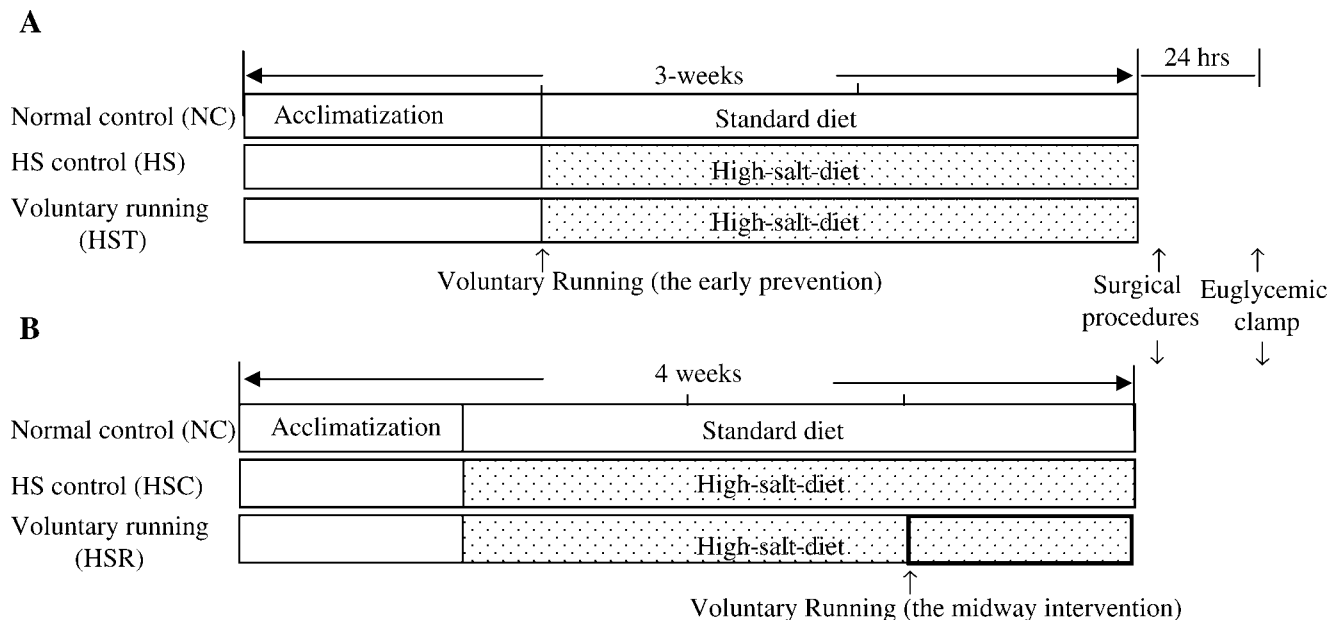 A
3-weeks
24 hrs
Normal control (NC)
Acclimatization
Standard diet
HS control (HS)
High-salt-diet
Voluntary running
(HST)
High-salt-diet
Voluntary Running (the early prevention)
Surgical
procedures
Euglycemic
clamp
B
4 weeks
Normal control (NC)
Acclimatization
Standard diet
HS control (HSC)
High-salt-diet
Voluntary running
(HSR)
High-salt-diet
Voluntary Running (the midway intervention)